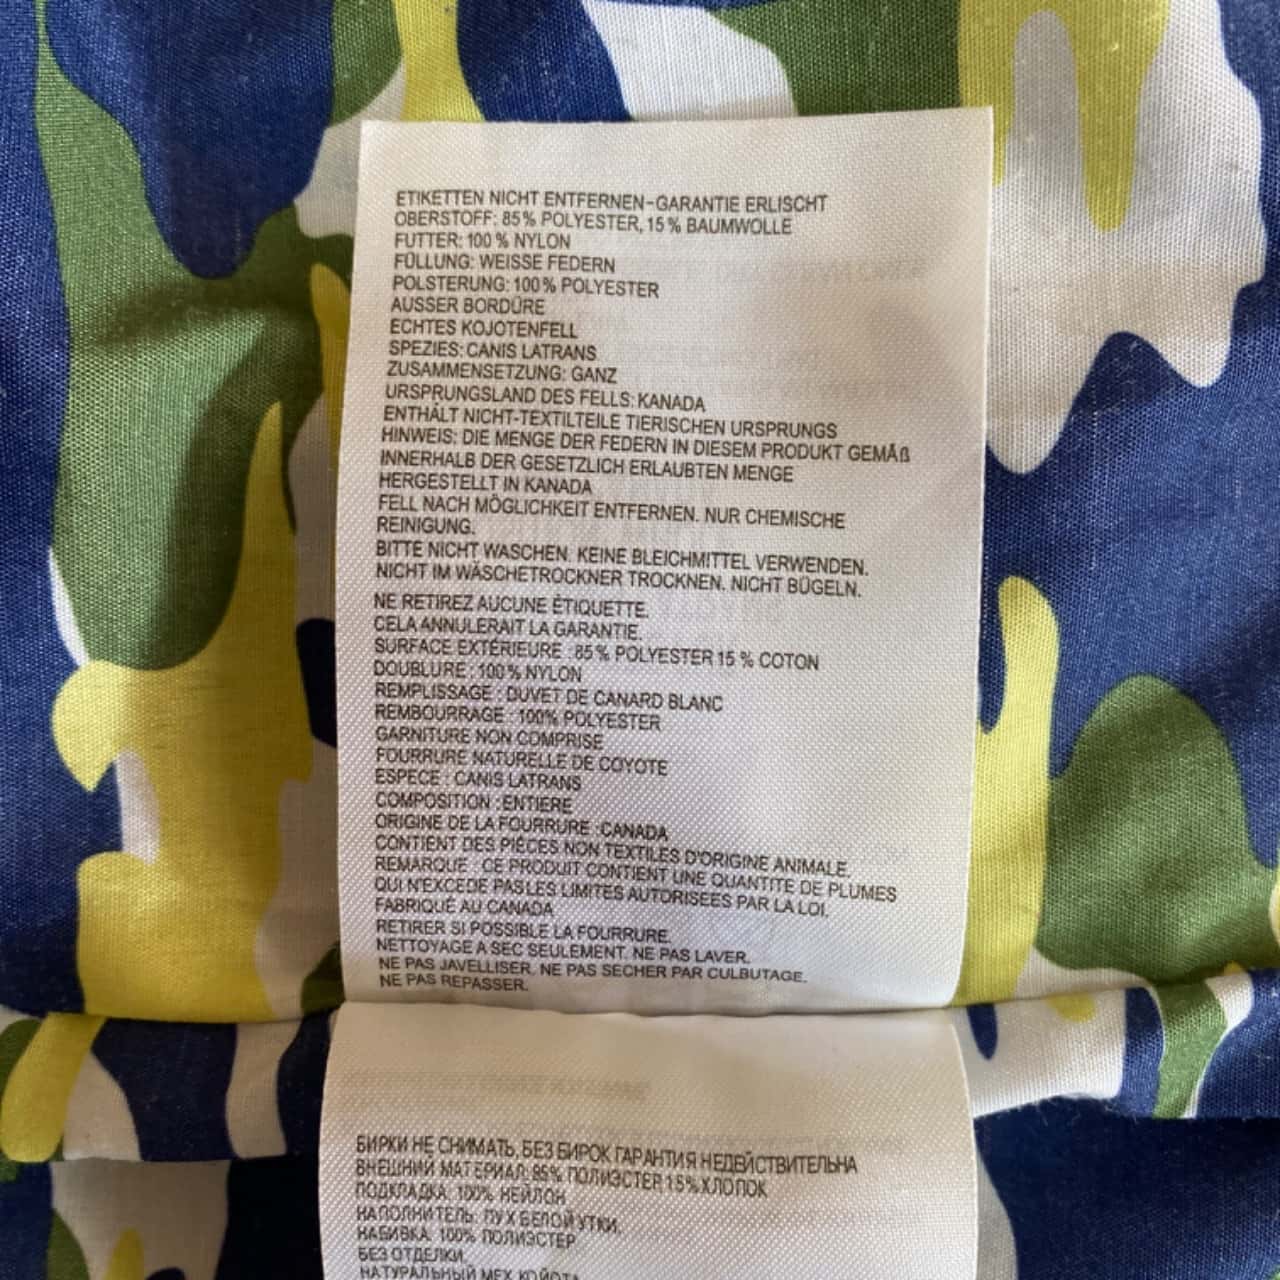 ETIKETTEN NICHT ENTFERNEN-GARANTIE ERLISCHT
OBERSTOFF: 85% POLYESTER, 15% BAUMWOLLE
FUTTER: 100% NYLON
FÜLLUNG: WEISSE FEDERN
POLSTERUNG: 100% POLYESTER
AUSSER BORDÜRE
ECHTES KOJOTENFELL
SPEZIES: CANIS LATRANS
ZUSAMMENSETZUNG: GANZ
URSPRUNGSLAND DES FELLS: KANADA
ENTHÄLT NICHT-TEXTILTEILE TIERISCHEN URSPRUNGS
HINWEIS: DIE MENGE DER FEDERN IN DIESEM PRODUKT GEMÄß
INNERHALB DER GESETZLICH ERLAUBTEN MENGE
HERGESTELLT IN KANADA
FELL NACH MÖGLICHKEIT ENTFERNEN. NUR CHEMISCHE
REINIGUNG.
BITTE NICHT WASCHEN. KEINE BLEICHMITTEL VERWENDEN.
NICHT IM WÄSCHETROCKNER TROCKNEN. NICHT BÜGELN.
NE RETIREZ AUCUNE ÉTIQUETTE.
CELA ANNULERAIT LA GARANTIE.
SURFACE EXTÉRIEURE : 85 % POLYESTER 15 % COTON
DOUBLURE : 100 % NYLON
REMPLISSAGE : DUVET DE CANARD BLANC
REMBOURRAGE : 100% POLYESTER
GARNITURE NON COMPRISE
FOURRURE NATURELLE DE COYOTE
ESPECE : CANIS LATRANS
COMPOSITION : ENTIERE
ORIGINE DE LA FOURRURE : CANADA
CONTIENT DES PIÈCES NON TEXTILES D'ORIGINE ANIMALE.
REMARQUE : CE PRODUIT CONTIENT UNE QUANTITE DE PLUMES
QUI N'EXCEDE PAS LES LIMITES AUTORISEES PAR LA LOI.
FABRIQUÉ AU CANADA
RETIRER SI POSSIBLE LA FOURRURE.
NETTOYAGE A SEC SEULEMENT. NE PAS LAVER.
NE PAS JAVELLISER. NE PAS SECHER PAR CULBUTAGE.
NE PAS REPASSER.
БИРКИ НЕ СНИМАТЬ, БЕЗ БИРОК ГАРАНТИЯ НЕДЕЙСТВИТЕЛЬНА
ВНЕШНИЙ МАТЕРИАЛ: 85% ПОЛИЭСТЕР, 15% ХЛОПОК
ПОДКЛАДКА: 100% НЕЙЛОН
НАПОЛНИТЕЛЬ: ПУХ БЕЛОЙ УТКИ,
НАБИВКА: 100% ПОЛИЭСТЕР
БЕЗ ОТДЕЛКИ.
НАТУРАЛЬНЫЙ МЕХ КОЙОТА